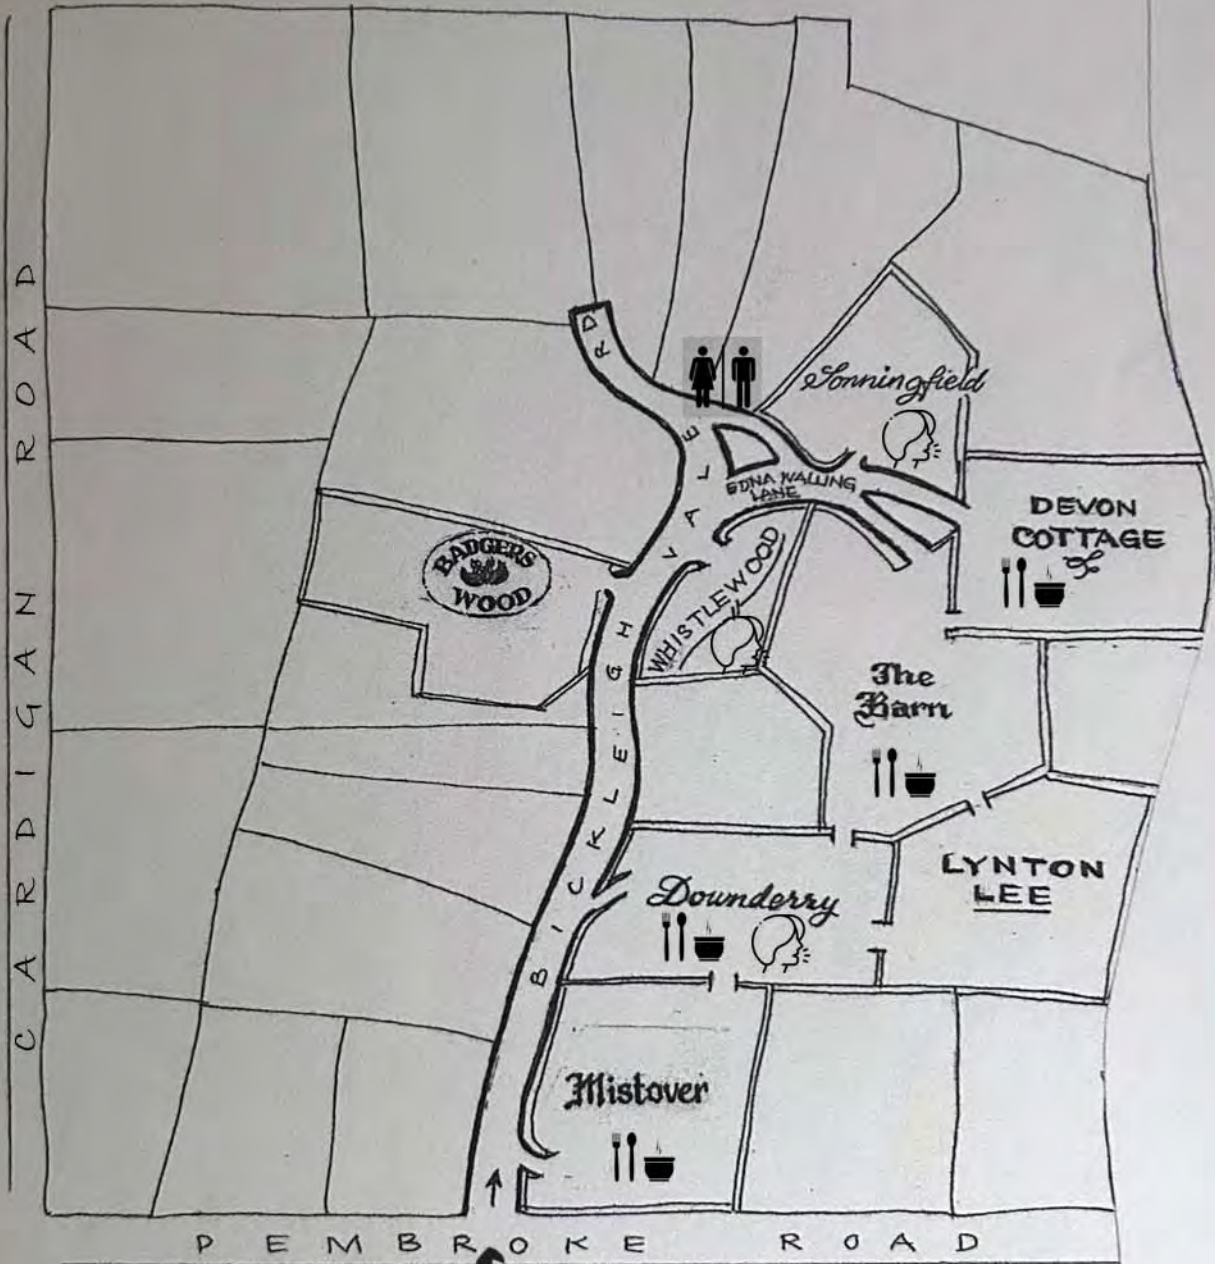 CARDIGAN ROAD
BICKLEIGH VALE RD
Sonningfield
EDNA WALLING
LANE
DEVON
COTTAGE
BADGERS
WOOD
WHISTLEWOOD
The
Barn
LYNTON
LEE
Downderry
Mistover
PEMBROKE ROAD